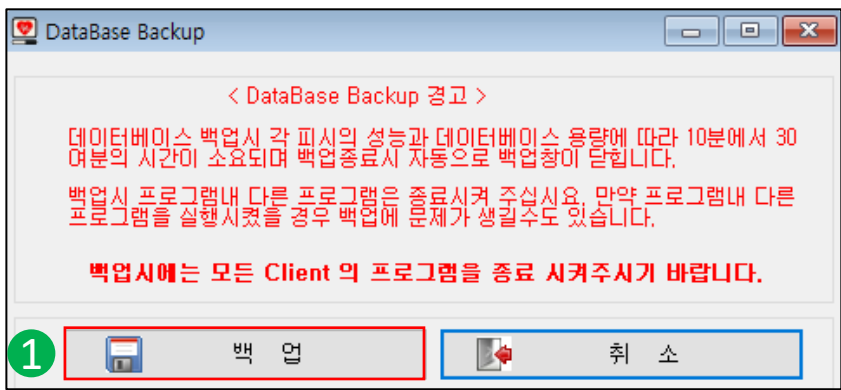 DataBase Backup
< DataBase Backup 경고 >
데이터베이스 백업시 각 피시의 성능과 데이터베이스 용량에 따라 10분에서 30
여분의 시간이 소요되며 백업종료시 자동으로 백업창이 닫힙니다.
백업시 프로그램내 다른 프로그램은 종료시켜 주십시요. 만약 프로그램내 다른
프로그램을 실행시켰을 경우 백업에 문제가 생길수도 있습니다.
백업시에는 모든 Client 의 프로그램을 종료 시켜주시기 바랍니다.
1 백 업 취 소